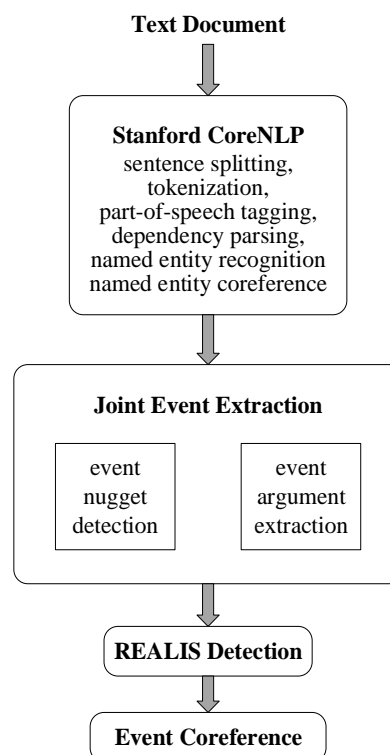 Text Document
Stanford CoreNLP
sentence splitting,
tokenization,
part-of-speech tagging,
dependency parsing,
named entity recognition
named entity coreference
Joint Event Extraction
event
nugget
detection
event
argument
extraction
REALIS Detection
Event Coreference